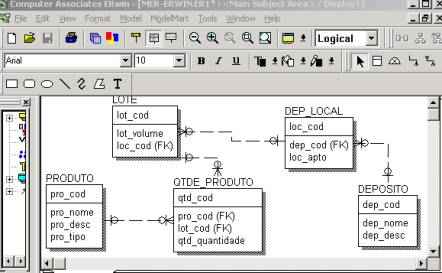 Computer Associates ERwin - [MER-ERWIN.ER1 * : Main Subject Area > / Display1]
File Edit View Format Model ModelMart Tools Window Help
Logical
Arial
10
B I U
T
LOTE
lot_cod
lot_volume
loc_cod (FK)
DEP_LOCAL
loc_cod
dep_cod (FK)
loc_apto
PRODUTO
pro_cod
pro_nome
pro_desc
pro_tipo
QTDE_PRODUTO
qtd_cod
pro_cod (FK)
lot_cod (FK)
qtd_quantidade
DEPOSITO
dep_cod
dep_nome
dep_desc